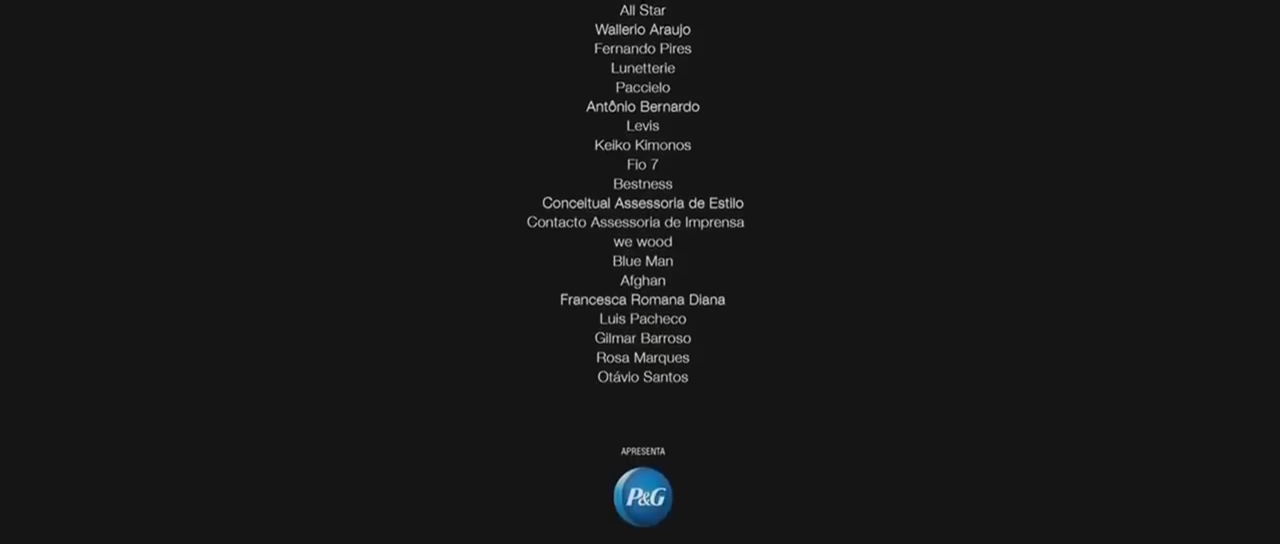 All Star
Wallerio Araujo
Fernando Pires
Lunetterie
Paccielo
Antônio Bernardo
Levis
Keiko Kimonos
Fio 7
Bestness
Conceitual Assessoria de Estilo
Contacto Assessoria de Imprensa
we wood
Blue Man
Afghan
Francesca Romana Diana
Luis Pacheco
Gilmar Barroso
Rosa Marques
Otávio Santos
APRESENTA
P&G